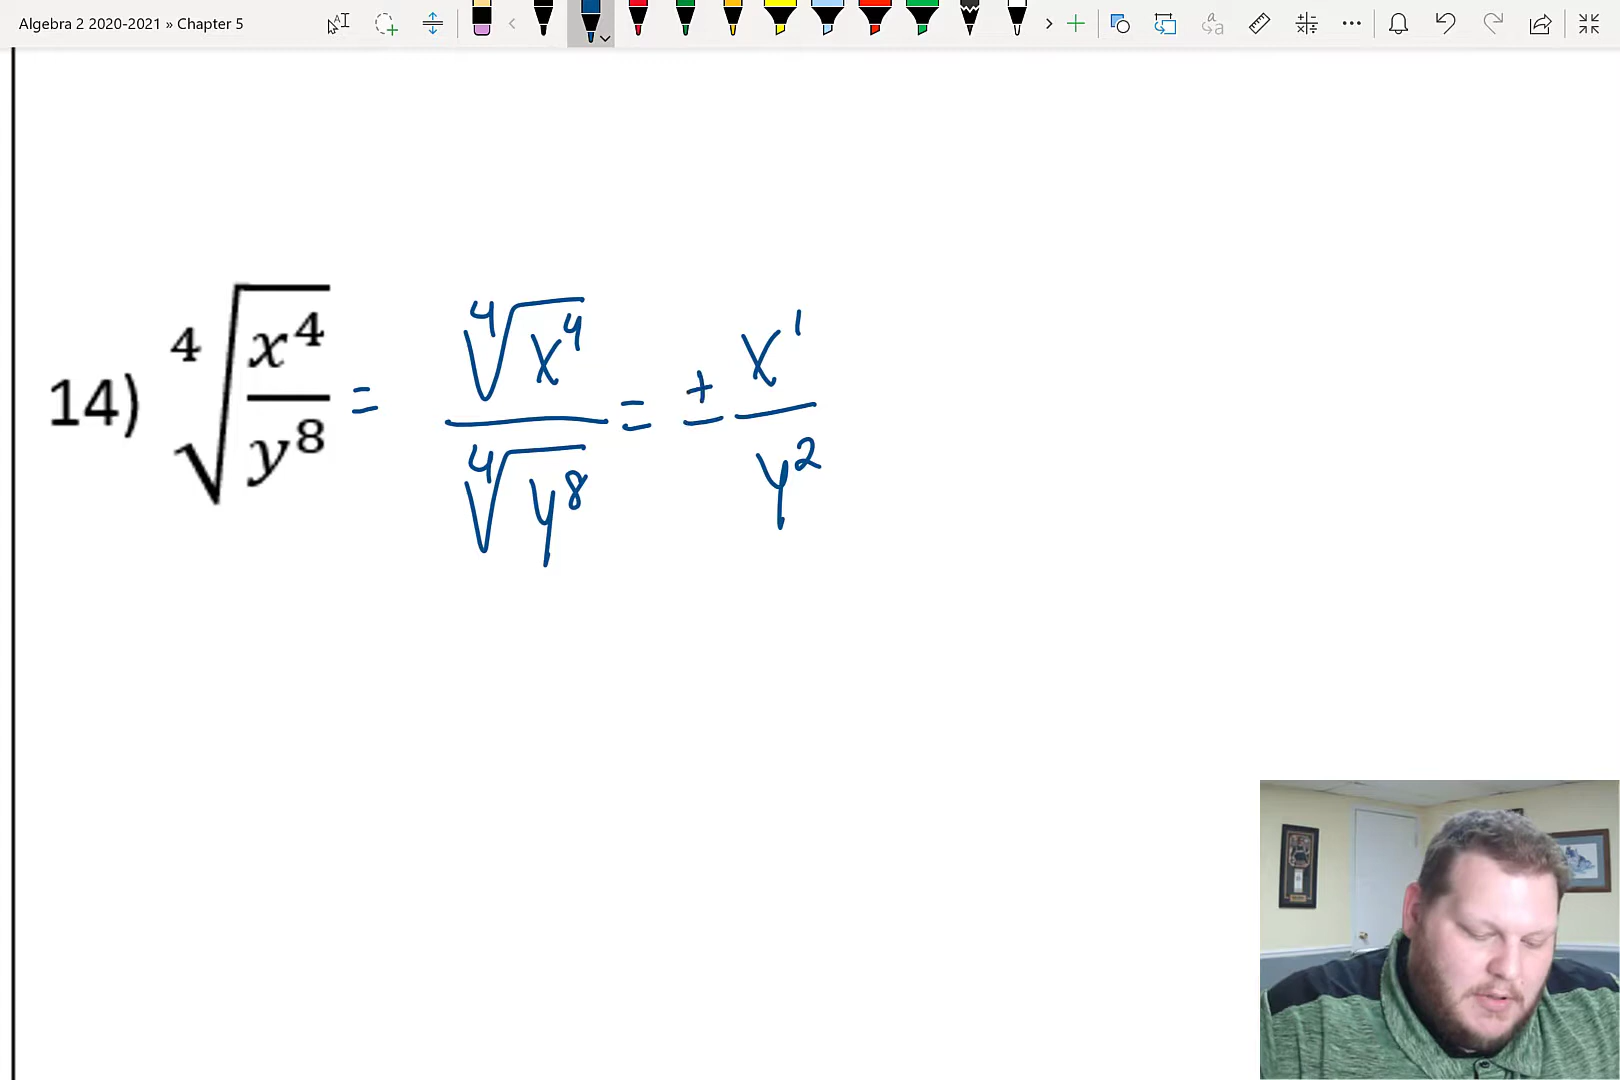 Algebra 2 2020-2021 » Chapter 5
14) ⁴√(x⁴/y⁸) = ⁴√(x⁴)/⁴√(y⁸) = ± x¹/y²